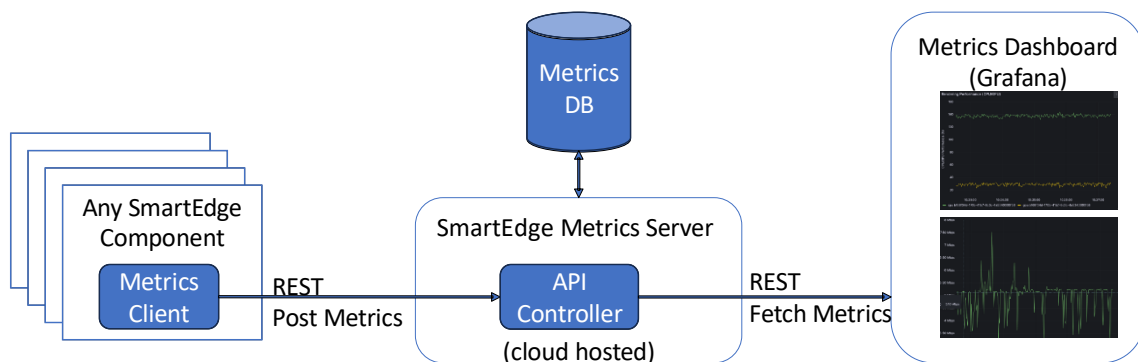 Metrics
DB
Any SmartEdge
Component
Metrics
Client
REST
Post Metrics
SmartEdge Metrics Server
API
Controller
(cloud hosted)
REST
Fetch Metrics
Metrics Dashboard
(Grafana)